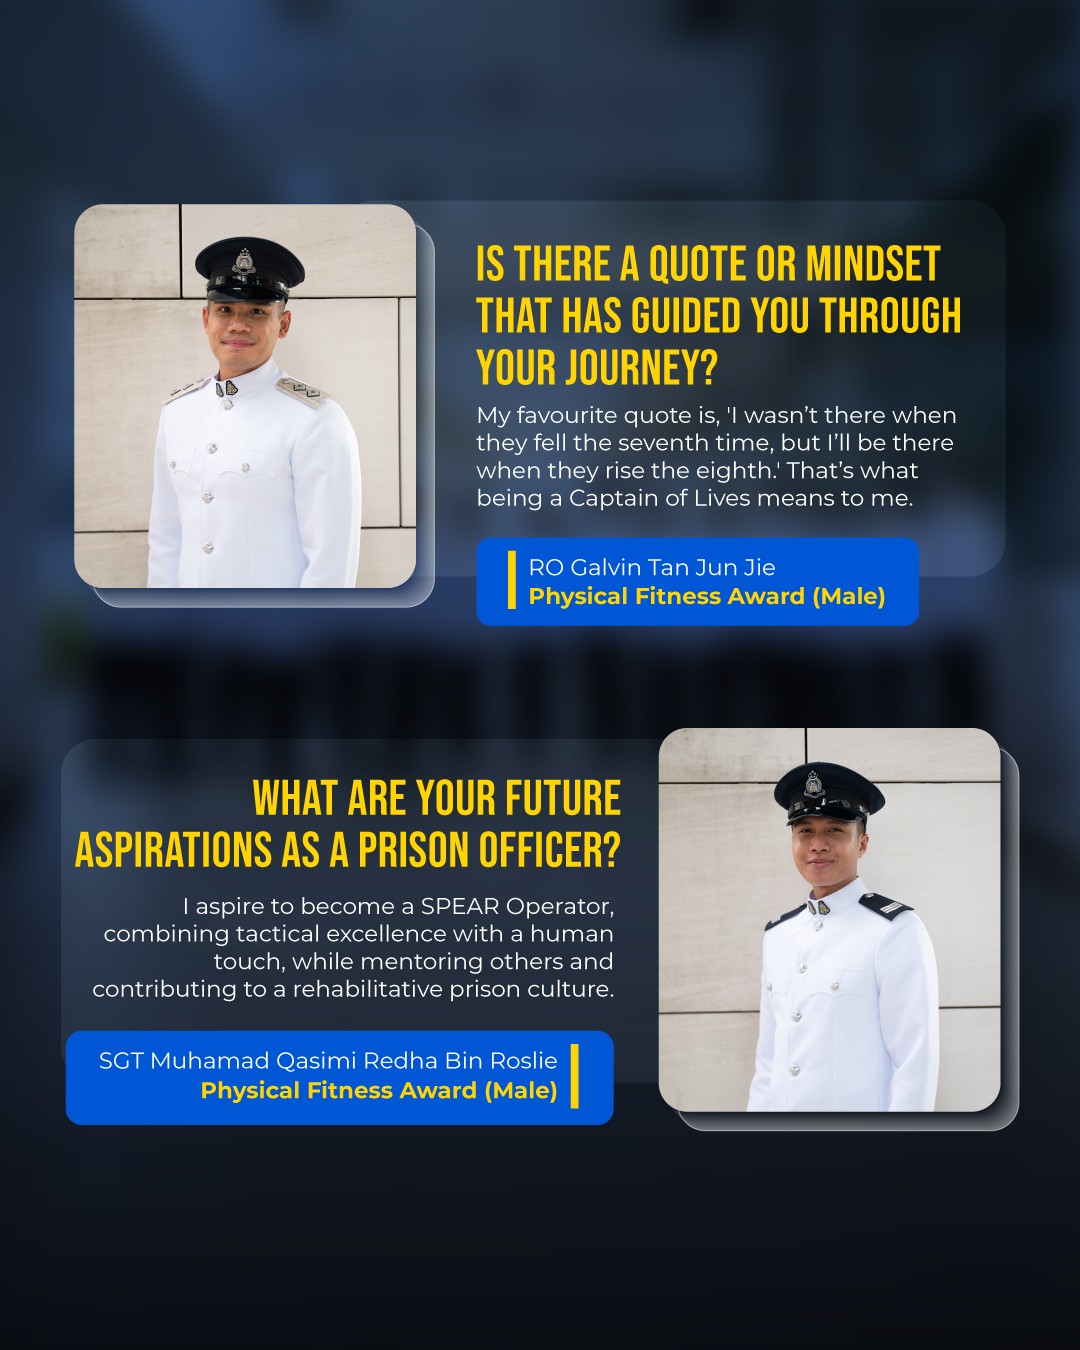 IS THERE A QUOTE OR MINDSET
THAT HAS GUIDED YOU THROUGH
YOUR JOURNEY?
My favourite quote is, 'I wasn’t there when
they fell the seventh time, but I’ll be there
when they rise the eighth.' That’s what
being a Captain of Lives means to me.
RO Galvin Tan Jun Jie
Physical Fitness Award (Male)
WHAT ARE YOUR FUTURE
ASPIRATIONS AS A PRISON OFFICER?
I aspire to become a SPEAR Operator,
combining tactical excellence with a human
touch, while mentoring others and
contributing to a rehabilitative prison culture.
SGT Muhamad Qasimi Redha Bin Roslie
Physical Fitness Award (Male)